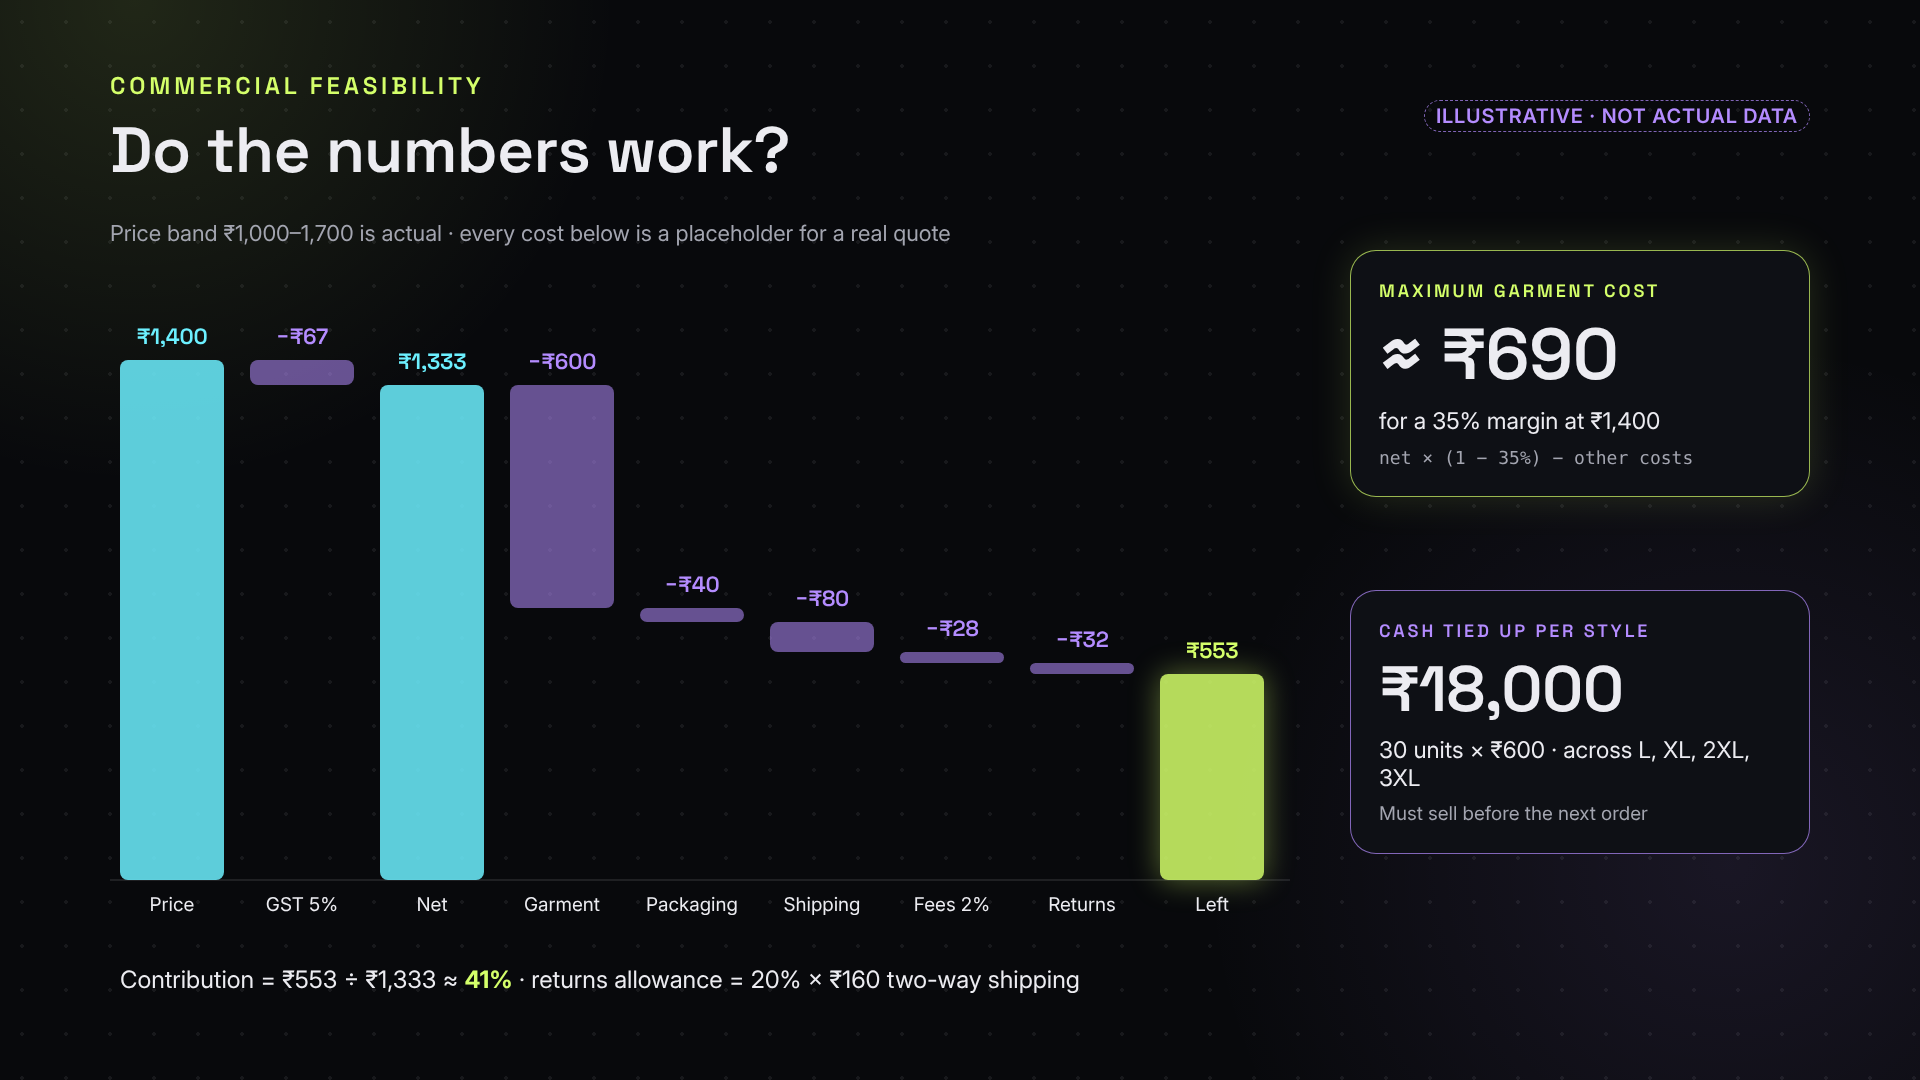 COMMERCIAL FEASIBILITY
Do the numbers work?
ILLUSTRATIVE · NOT ACTUAL DATA
Price band ₹1,000–1,700 is actual · every cost below is a placeholder for a real quote
₹1,400
−₹67
₹1,333
−₹600
−₹40
−₹80
−₹28
−₹32
₹553
Price
GST 5%
Net
Garment
Packaging
Shipping
Fees 2%
Returns
Left
Contribution = ₹553 ÷ ₹1,333 ≈ 41% · returns allowance = 20% × ₹160 two-way shipping
MAXIMUM GARMENT COST
≈ ₹690
for a 35% margin at ₹1,400
net × (1 − 35%) − other costs
CASH TIED UP PER STYLE
₹18,000
30 units × ₹600 · across L, XL, 2XL,
3XL
Must sell before the next order